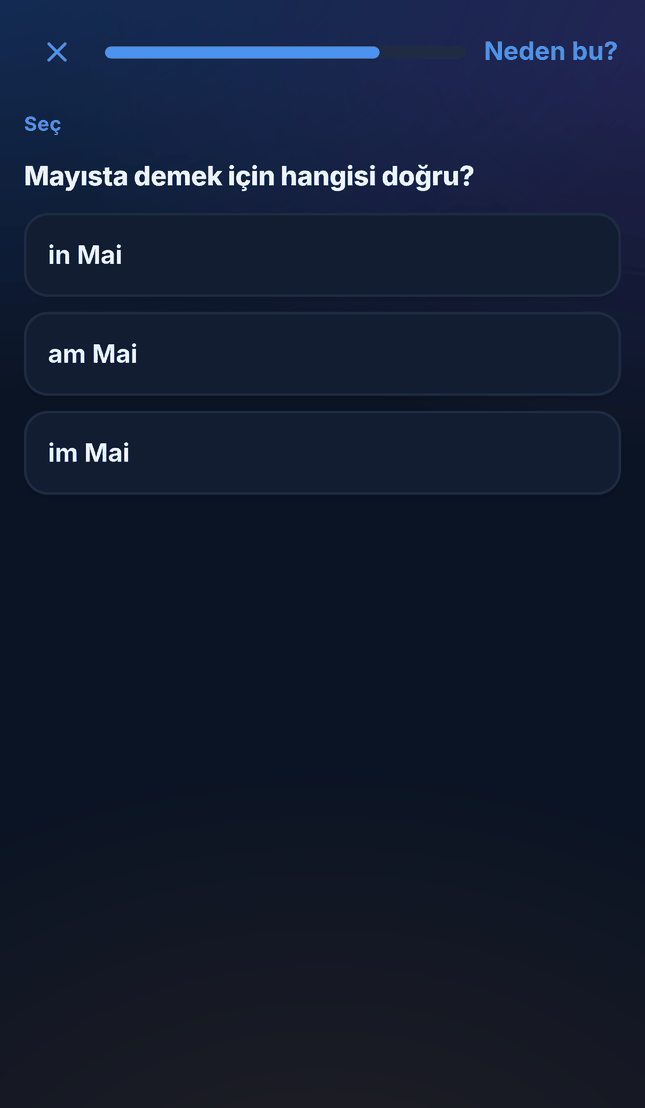 Neden bu?
Seç
Mayısta demek için hangisi doğru?
in Mai
am Mai
im Mai